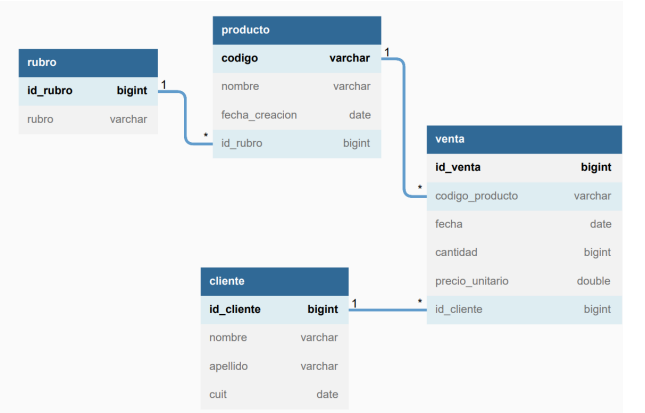 rubro
id_rubro bigint
rubro varchar
1
*
producto
codigo varchar
nombre varchar
fecha_creacion date
id_rubro bigint
1
*
venta
id_venta bigint
codigo_producto varchar
fecha date
cantidad bigint
precio_unitario double
id_cliente bigint
cliente
id_cliente bigint
nombre varchar
apellido varchar
cuit date
1
*